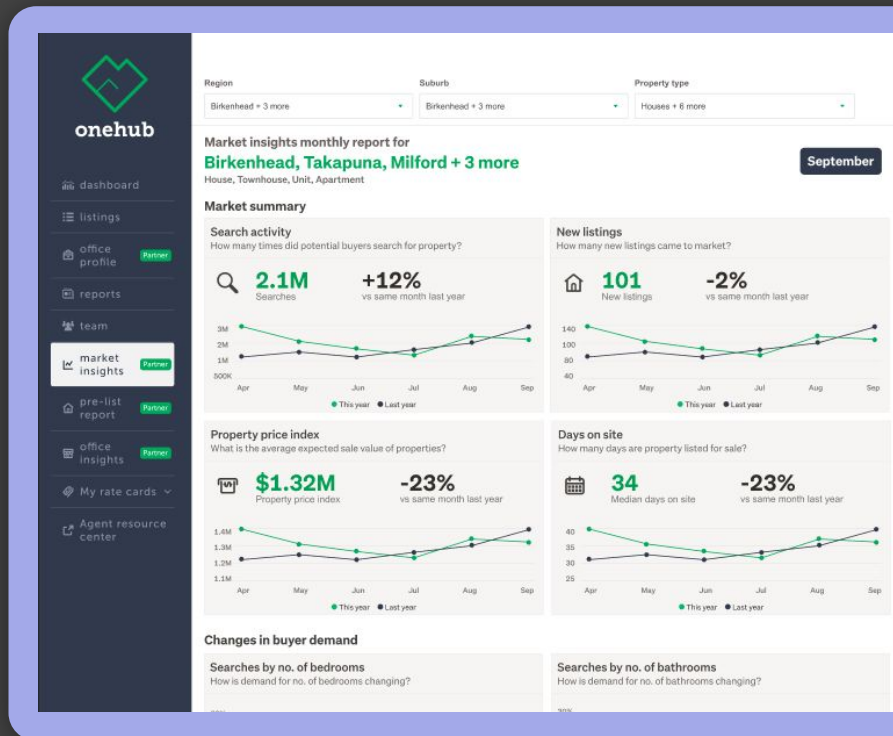 onehub
dashboard
listings
office profile
Partner
reports
team
market insights
Partner
pre-list report
Partner
office insights
Partner
My rate cards
Agent resource center
Region
Suburb
Property type
Birkenhead + 3 more
Birkenhead + 3 more
Houses + 6 more
Market insights monthly report for
Birkenhead, Takapuna, Milford + 3 more
House, Townhouse, Unit, Apartment
September
Market summary
Search activity
How many times did potential buyers search for property?
2.1M
Searches
+12%
vs same month last year
3M
2M
1M
500K
Apr May Jun Jul Aug Sep
This year Last year
New listings
How many new listings came to market?
101
New listings
-2%
vs same month last year
140
100
80
40
Apr May Jun Jul Aug Sep
This year Last year
Property price index
What is the average expected sale value of properties?
$1.32M
Property price index
-23%
vs same month last year
1.4M
1.3M
1.2M
1.1M
Apr May Jun Jul Aug Sep
This year Last year
Days on site
How many days are property listed for sale?
34
Median days on site
-23%
vs same month last year
40
35
30
25
Apr May Jun Jul Aug Sep
This year Last year
Changes in buyer demand
Searches by no. of bedrooms
How is demand for no. of bedrooms changing?
Searches by no. of bathrooms
How is demand for no. of bathrooms changing?